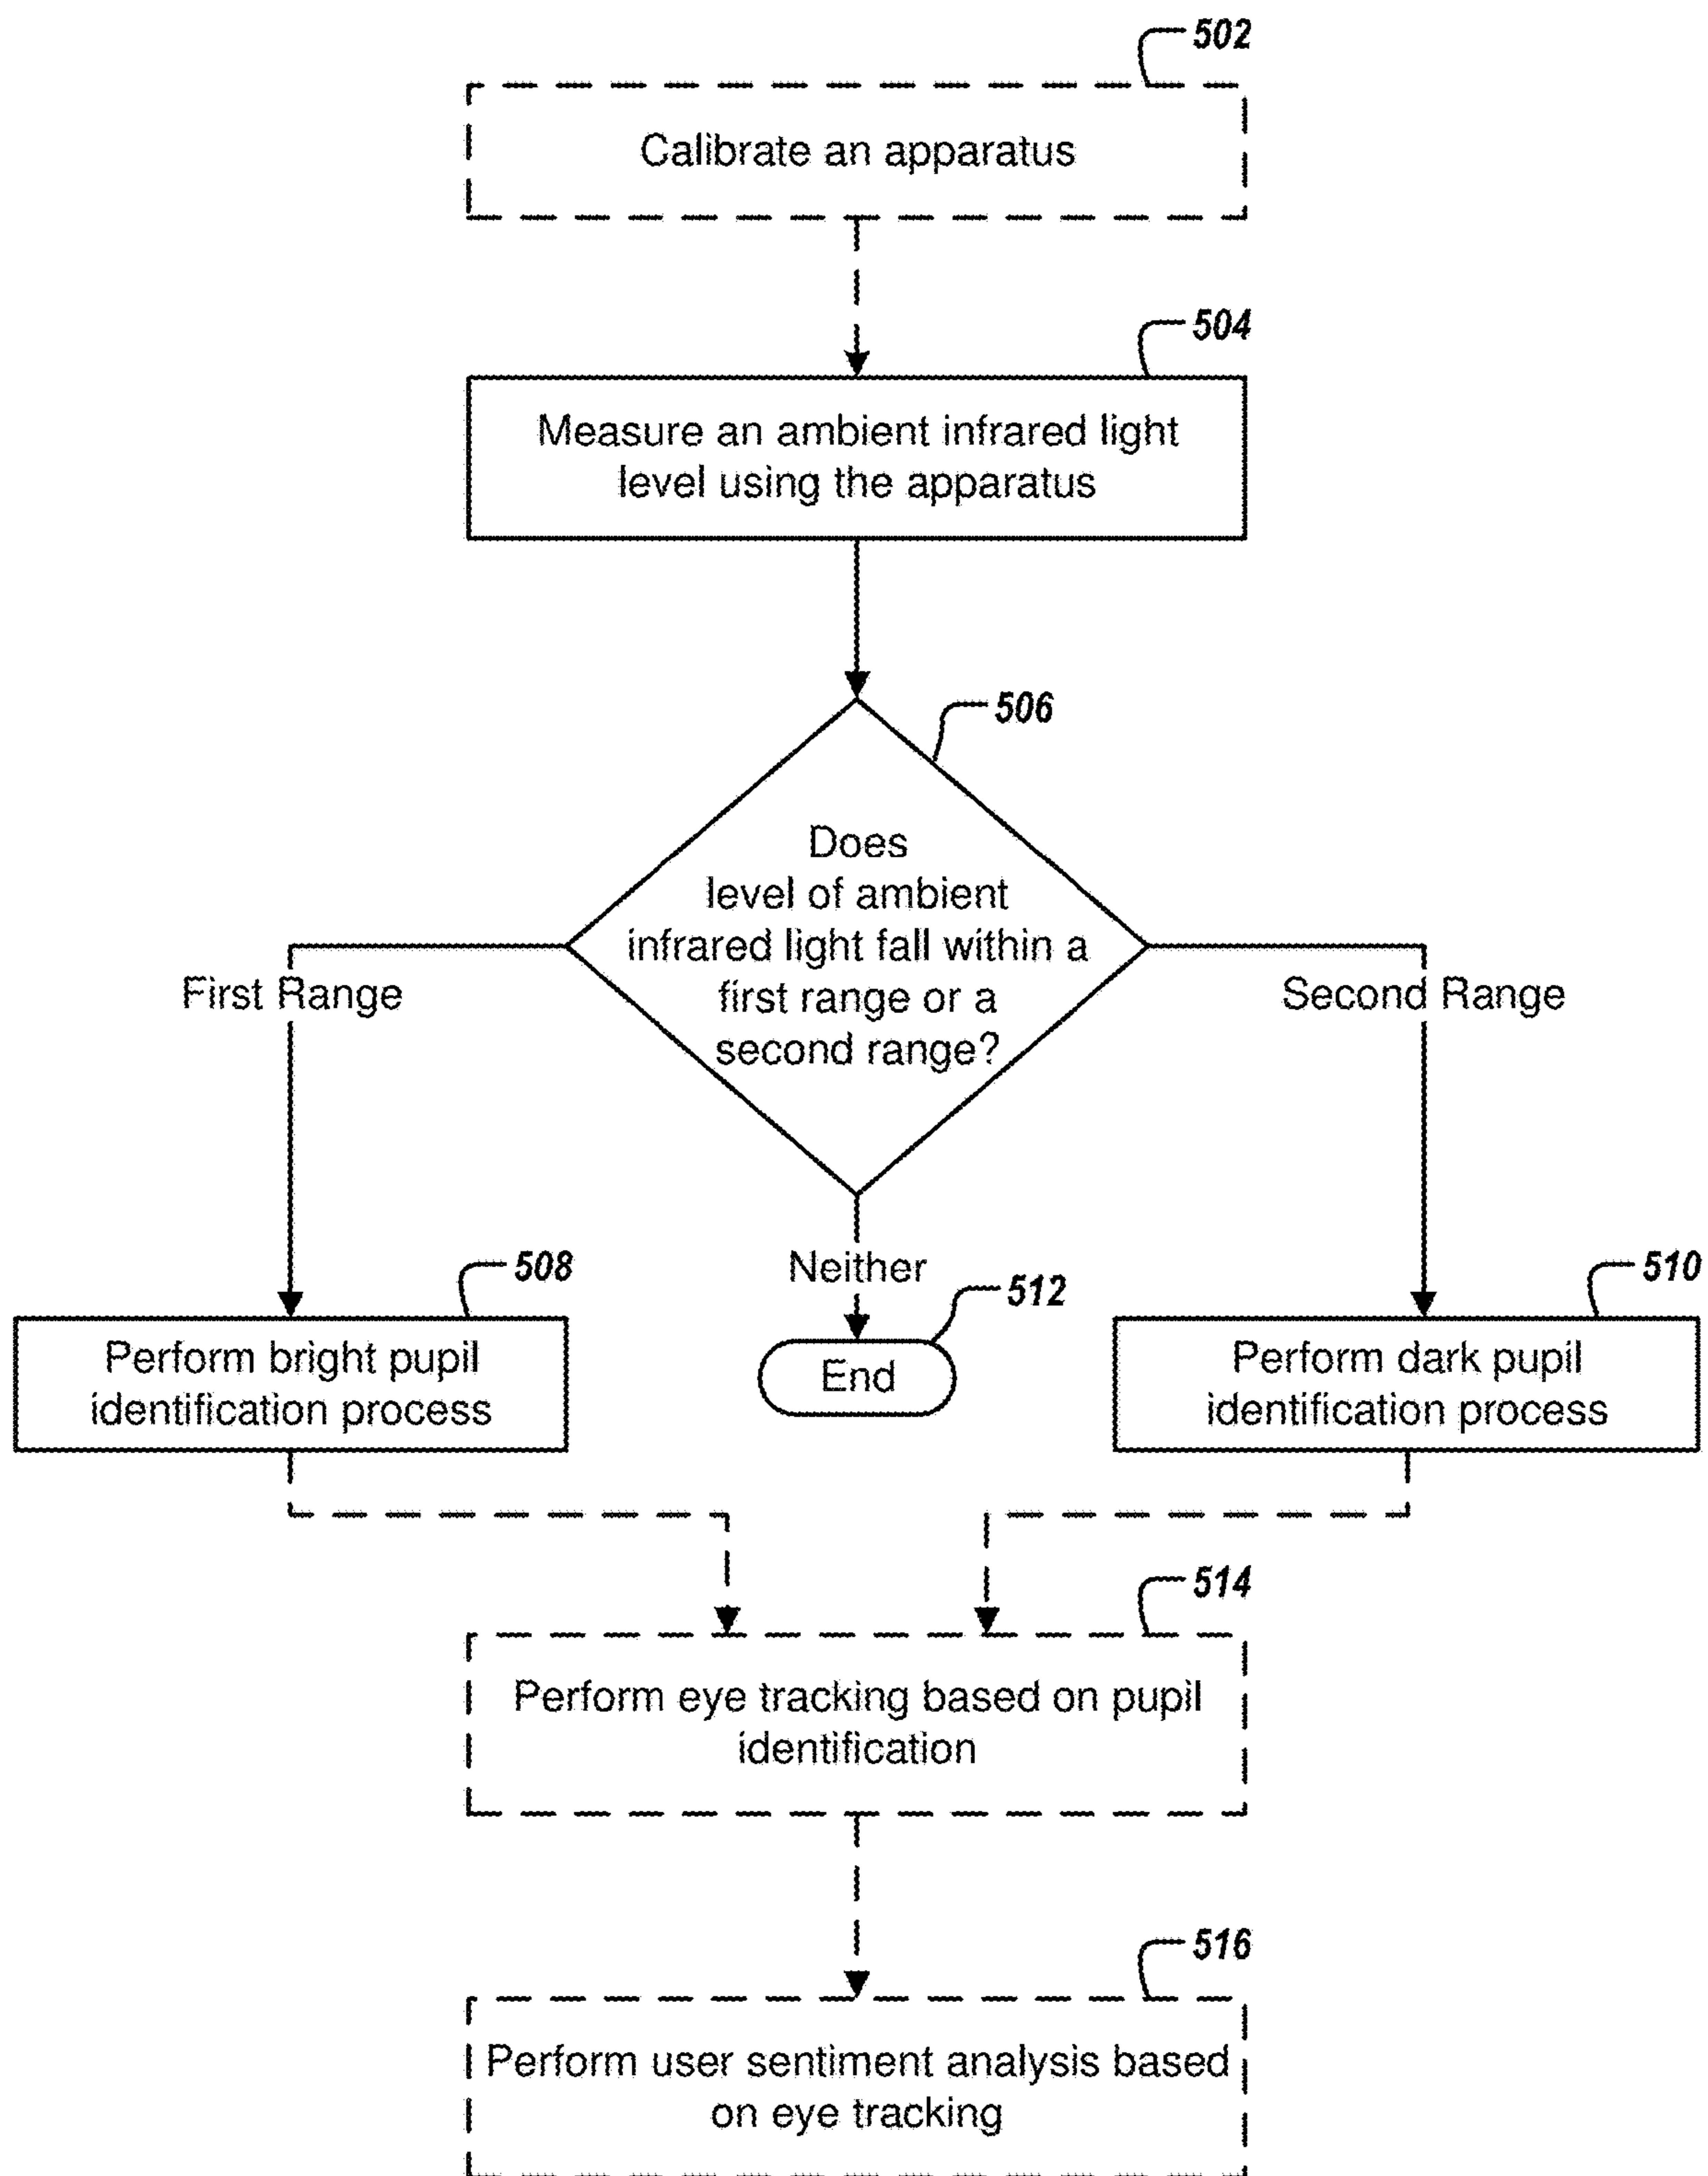 502
Calibrate an apparatus
504
Measure an ambient infrared light
level using the apparatus
506
Does
level of ambient
infrared light fall within a
first range or a
second range?
First Range
Second Range
Neither
508
512
510
Perform bright pupil
identification process
End
Perform dark pupil
identification process
514
Perform eye tracking based on pupil
identification
516
Perform user sentiment analysis based
on eye tracking